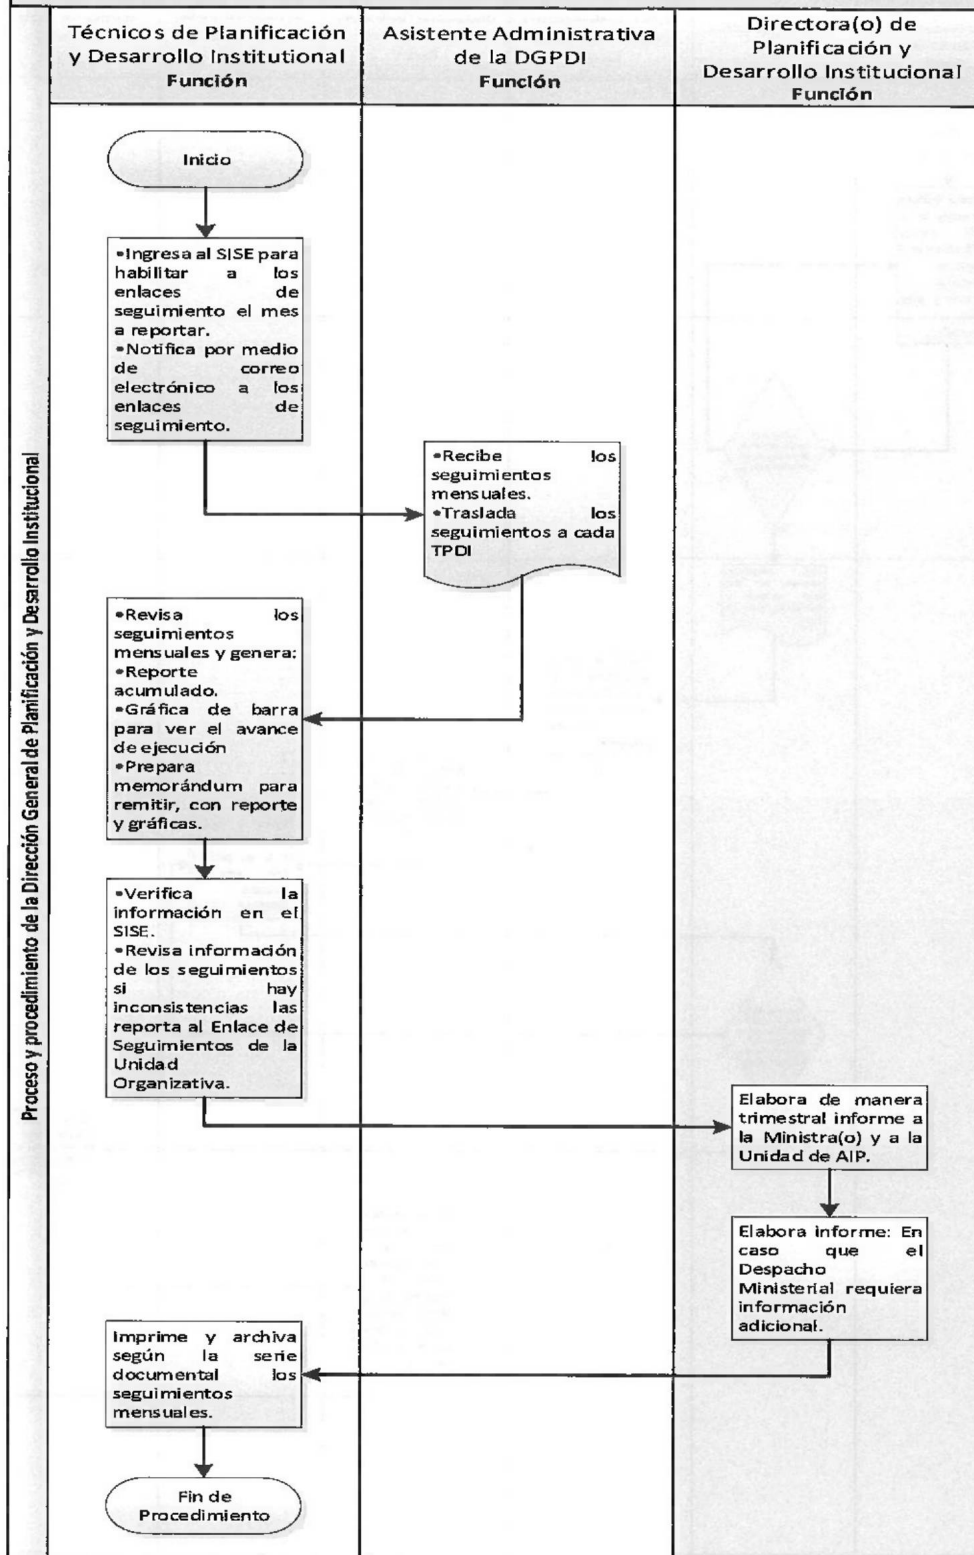 Técnicos de Planificación
y Desarrollo Institutional
Función
Asistente Administrativa
de la DGPDI
Función
Directora(o) de
Planificación y
Desarrollo Institucional
Función
Proceso y procedimiento de la Dirección General de Planificación y Desarrollo Institucional
Inicio
•Ingresa al SISE para
habilitar a los
enlaces de
seguimiento el mes
a reportar.
•Notifica por medio
de correo
electrónico a los
enlaces de
seguimiento.
•Recibe los
seguimientos
mensuales.
•Traslada los
seguimientos a cada
TPDI
•Revisa los
seguimientos
mensuales y genera:
•Reporte
acumulado.
•Gráfica de barra
para ver el avance
de ejecución
•Prepara
memorándum para
remitir, con reporte
y gráficas.
•Verifica la
información en el
SISE.
•Revisa información
de los seguimientos
si hay
inconsistencias las
reporta al Enlace de
Seguimientos de la
Unidad
Organizativa.
Elabora de manera
trimestral informe a
la Ministra(o) y a la
Unidad de AIP.
Elabora informe: En
caso que el
Despacho
Ministerial requiera
información
adicional.
Imprime y archiva
según la serie
documental los
seguimientos
mensuales.
Fin de
Procedimiento